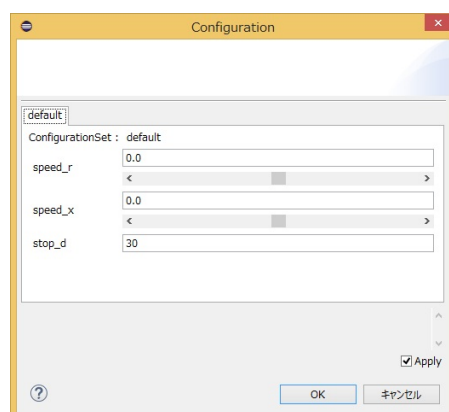 Configuration
default
ConfigurationSet : default
speed_r
0.0
speed_x
0.0
stop_d
30
Apply
OK
キャンセル